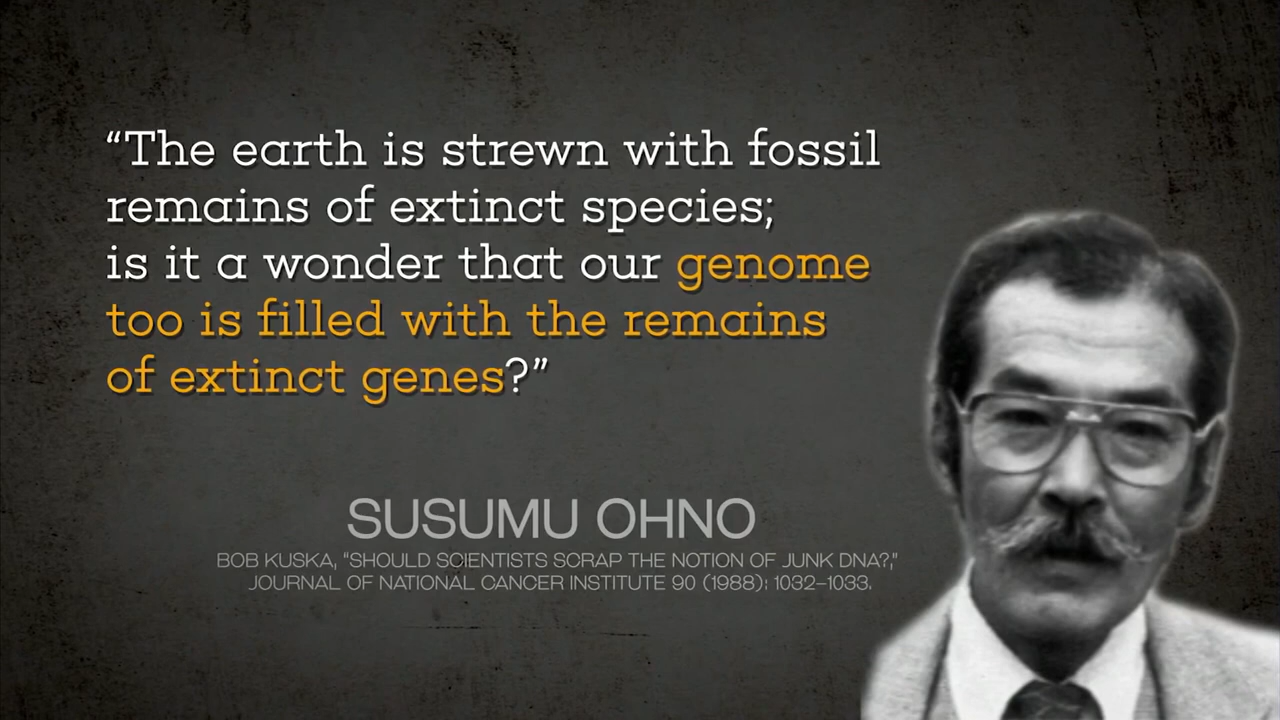 “The earth is strewn with fossil
remains of extinct species;
is it a wonder that our genome
too is filled with the remains
of extinct genes?”
SUSUMU OHNO
BOB KUSKA, “SHOULD SCIENTISTS SCRAP THE NOTION OF JUNK DNA?,”
JOURNAL OF NATIONAL CANCER INSTITUTE 90 (1988): 1032–1033.